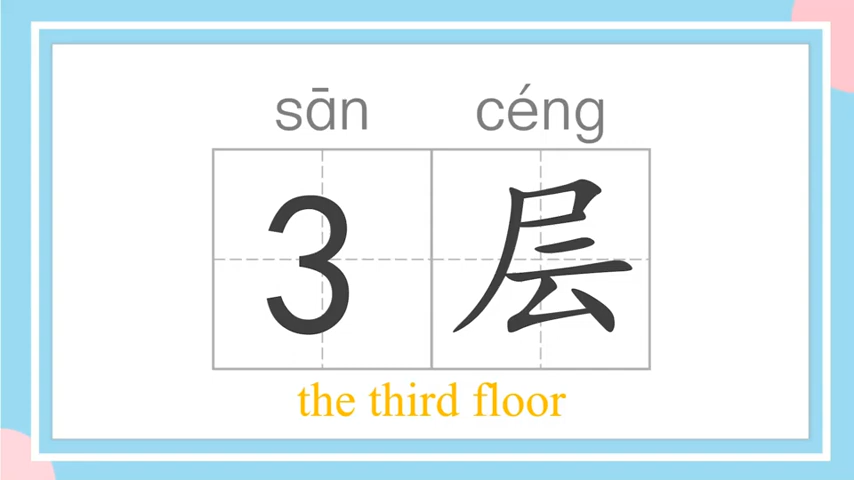 sān céng
3层
the third floor